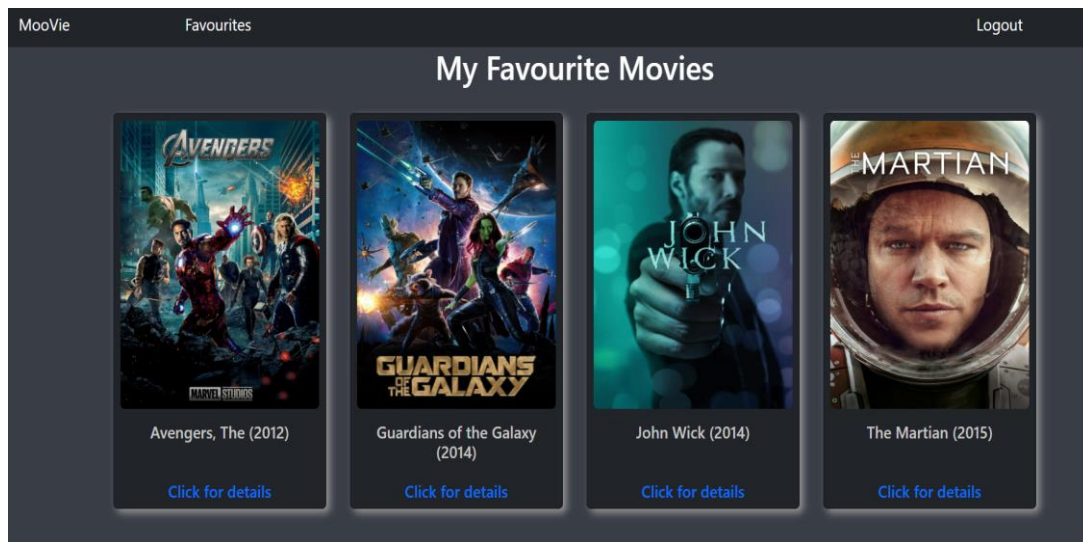 MooVie Favourites Logout
My Favourite Movies
AVENGERS
MARVEL STUDIOS
GUARDIANS
OF THE GALAXY
JOHN
WICK
THE MARTIAN
Avengers, The (2012)
Guardians of the Galaxy
(2014)
John Wick (2014)
The Martian (2015)
Click for details
Click for details
Click for details
Click for details